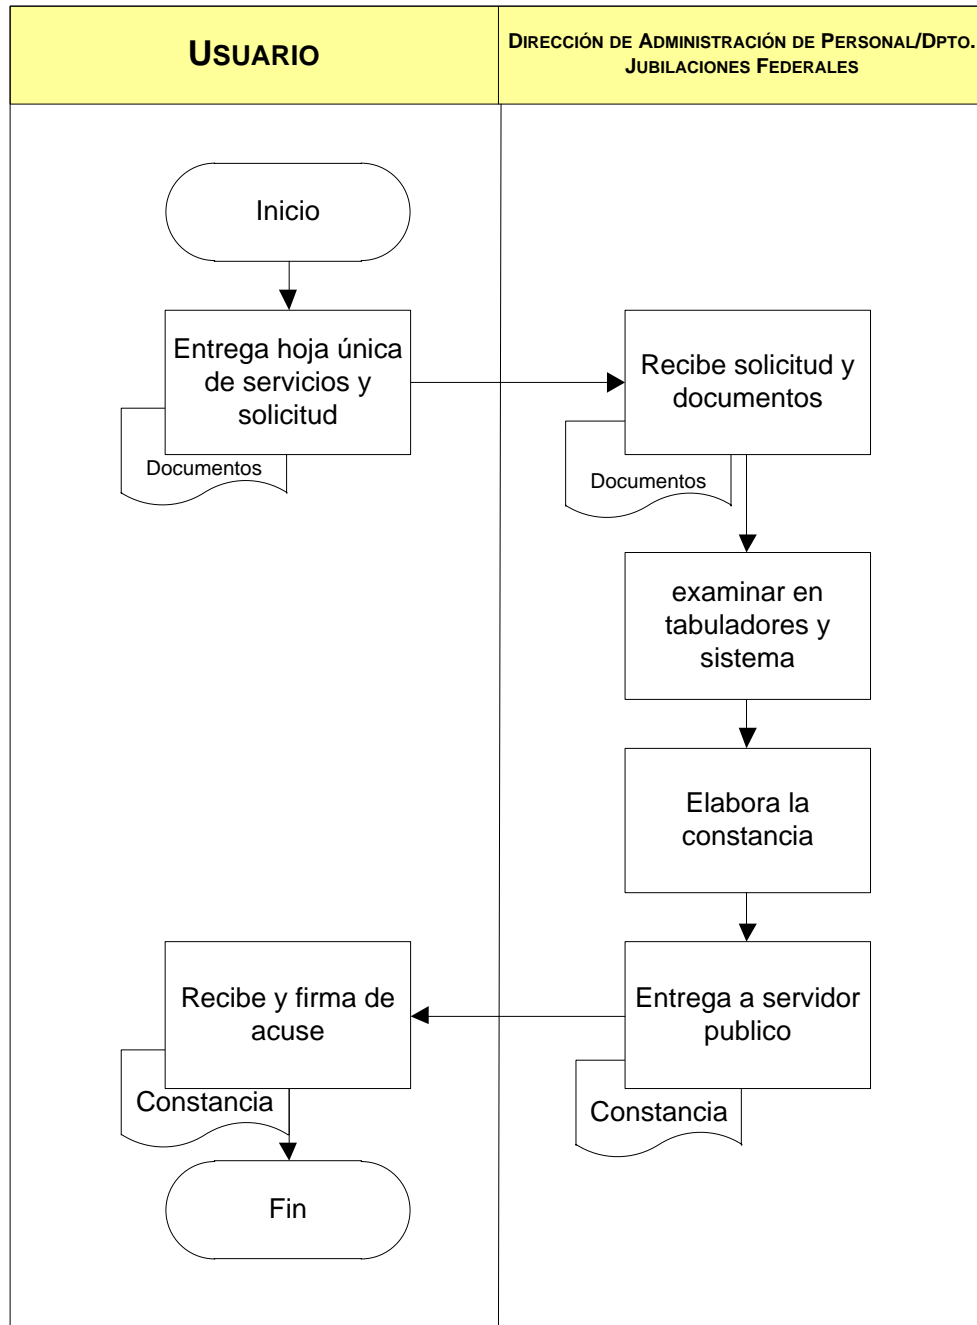 USUARIO
DIRECCIÓN DE ADMINISTRACIÓN DE PERSONAL/DPTO.
JUBILACIONES FEDERALES
Inicio
Entrega hoja única
de servicios y
solicitud
Documentos
Recibe solicitud y
documentos
Documentos
examinar en
tabuladores y
sistema
Elabora la
constancia
Entrega a servidor
publico
Constancia
Recibe y firma de
acuse
Constancia
Fin